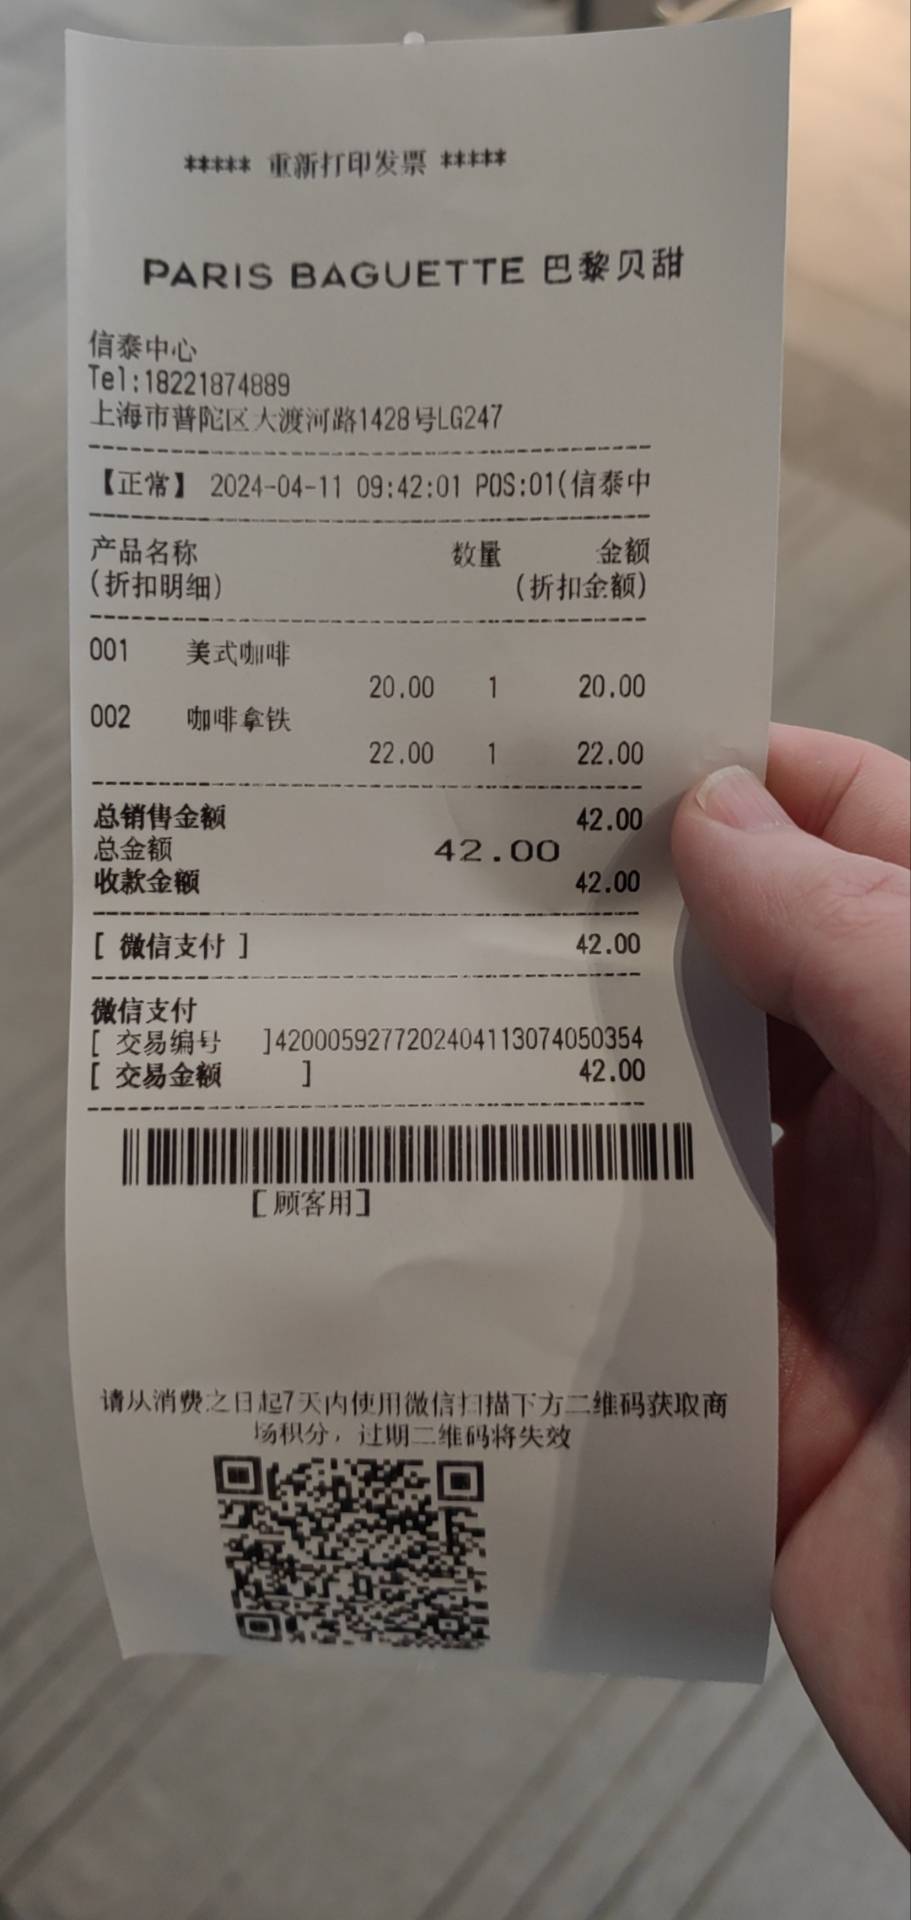 ***** 重新打印发票 *****
PARIS BAGUETTE 巴黎贝甜
信泰中心
Tel:18221874889
上海市普陀区大渡河路1428号LG247
【正常】 2024-04-11 09:42:01 POS:01(信泰中
产品名称 数量 金额
(折扣明细) (折扣金额)
001 美式咖啡
20.00 1 20.00
002 咖啡拿铁
22.00 1 22.00
总销售金额 42.00
总金额 42.00
收款金额 42.00
[ 微信支付 ] 42.00
微信支付
[ 交易编号 ]4200059277202404113074050354
[ 交易金额 ] 42.00
[顾客用]
请从消费之日起7天内使用微信扫描下方二维码获取商
场积分，过期二维码将失效